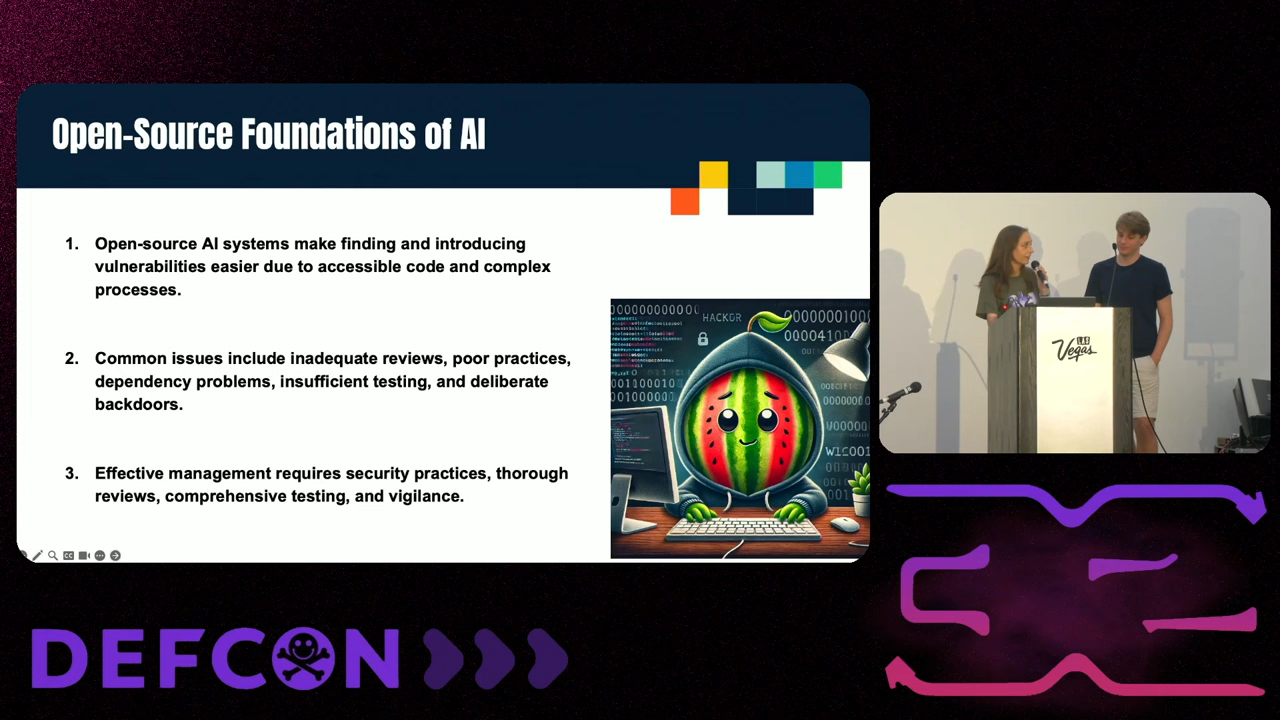 Open-Source Foundations of AI
1. Open-source AI systems make finding and introducing
vulnerabilities easier due to accessible code and complex
processes.
2. Common issues include inadequate reviews, poor practices,
dependency problems, insufficient testing, and deliberate
backdoors.
3. Effective management requires security practices, thorough
reviews, comprehensive testing, and vigilance.
HACKGR
LAS
Vegas
DEFCON